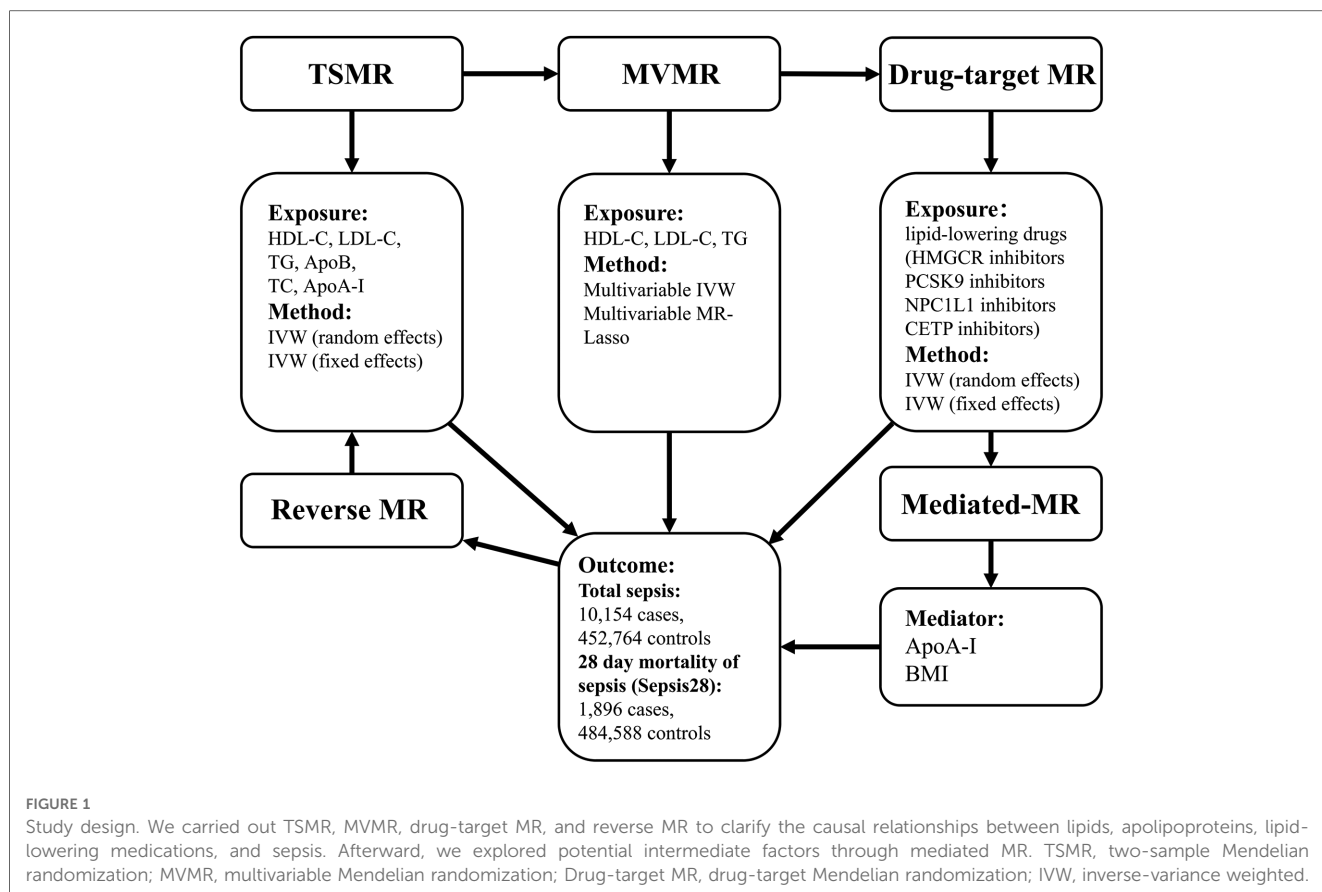 TSMR
MVMR
Drug-target MR
Exposure:
HDL-C, LDL-C,
TG, ApoB,
TC, ApoA-I
Method:
IVW (random effects)
IVW (fixed effects)
Exposure:
HDL-C, LDL-C, TG
Method:
Multivariable IVW
Multivariable MR-
Lasso
Exposure：
lipid-lowering drugs
(HMGCR inhibitors
PCSK9 inhibitors
NPC1L1 inhibitors
CETP inhibitors)
Method:
IVW (random effects)
IVW (fixed effects)
Reverse MR
Mediated-MR
Outcome:
Total sepsis:
10,154 cases,
452,764 controls
28 day mortality of
sepsis (Sepsis28):
1,896 cases,
484,588 controls
Mediator:
ApoA-I
BMI
FIGURE 1
Study design. We carried out TSMR, MVMR, drug-target MR, and reverse MR to clarify the causal relationships between lipids, apolipoproteins, lipid-
lowering medications, and sepsis. Afterward, we explored potential intermediate factors through mediated MR. TSMR, two-sample Mendelian
randomization; MVMR, multivariable Mendelian randomization; Drug-target MR, drug-target Mendelian randomization; IVW, inverse-variance weighted.